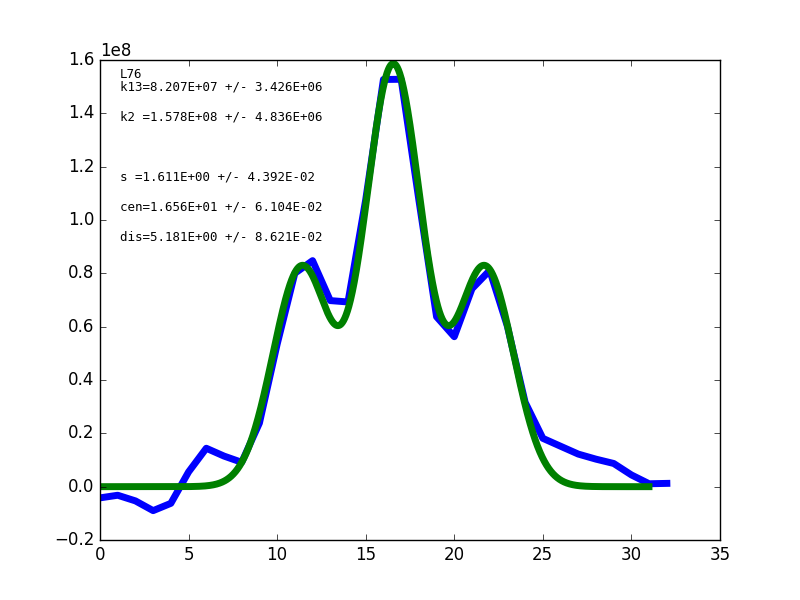 1e8
L76
k13=8.207E+07 +/- 3.426E+06
k2 =1.578E+08 +/- 4.836E+06
s =1.611E+00 +/- 4.392E-02
cen=1.656E+01 +/- 6.104E-02
dis=5.181E+00 +/- 8.621E-02
1.6
1.4
1.2
1.0
0.8
0.6
0.4
0.2
0.0
−0.2
0 5 10 15 20 25 30 35